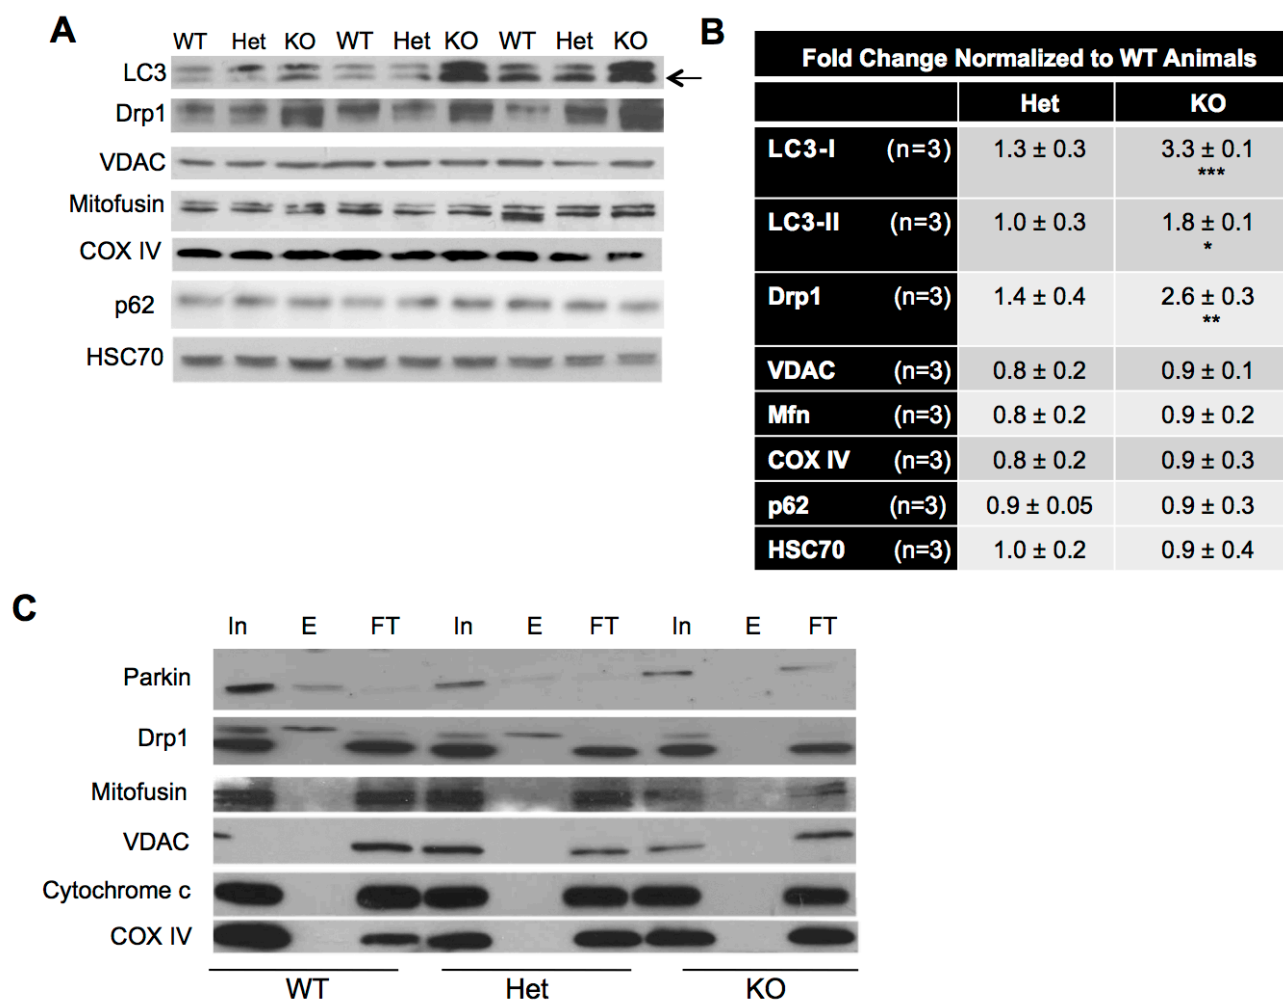 A
WT Het KO WT Het KO WT Het KO
LC3
Drp1
VDAC
Mitofusin
COX IV
p62
HSC70
B
Fold Change Normalized to WT Animals
Het KO
LC3-I (n=3) 1.3 ± 0.3 3.3 ± 0.1
***
LC3-II (n=3) 1.0 ± 0.3 1.8 ± 0.1
*
Drp1 (n=3) 1.4 ± 0.4 2.6 ± 0.3
**
VDAC (n=3) 0.8 ± 0.2 0.9 ± 0.1
Mfn (n=3) 0.8 ± 0.2 0.9 ± 0.2
COX IV (n=3) 0.8 ± 0.2 0.9 ± 0.3
p62 (n=3) 0.9 ± 0.05 0.9 ± 0.3
HSC70 (n=3) 1.0 ± 0.2 0.9 ± 0.4
C
In E FT In E FT In E FT
Parkin
Drp1
Mitofusin
VDAC
Cytochrome c
COX IV
WT Het KO